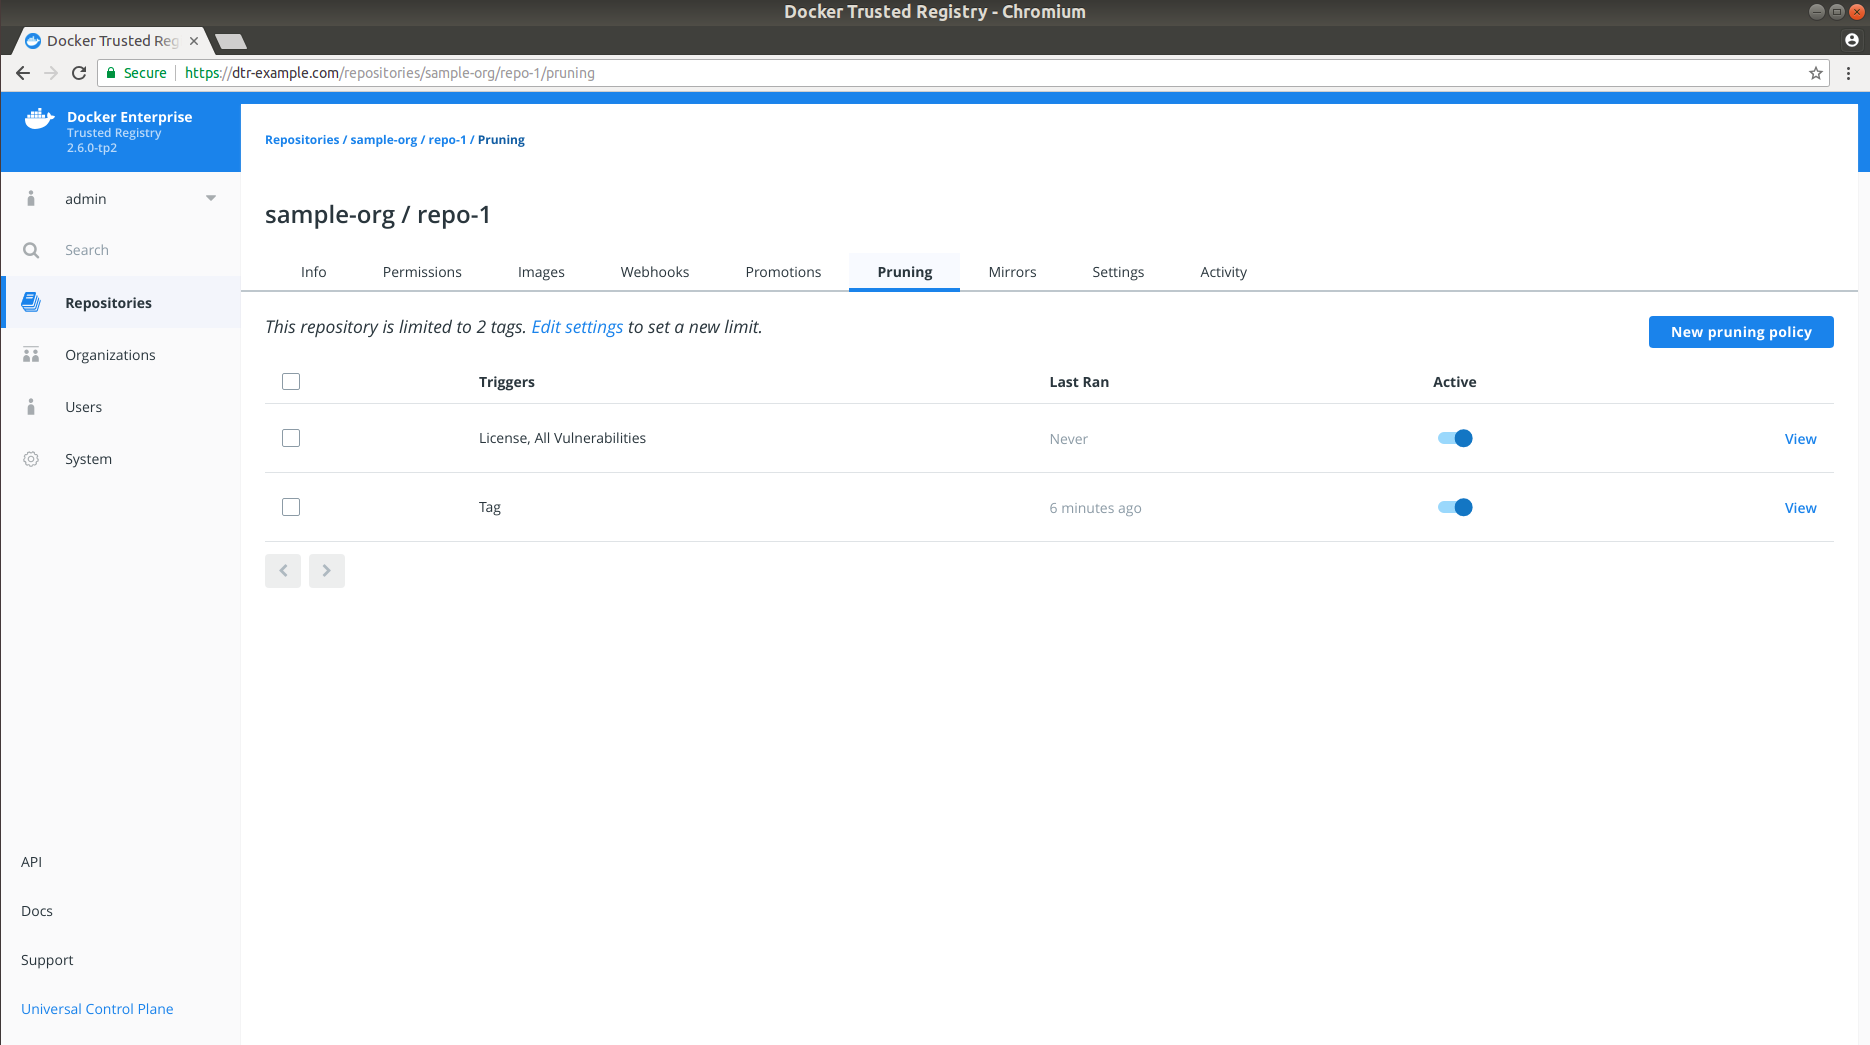 Docker Trusted Registry - Chromium
Docker Trusted Reg
Secure https://dtr-example.com/repositories/sample-org/repo-1/pruning
Docker Enterprise
Trusted Registry
2.6.0-tp2
admin
Search
Repositories
Organizations
Users
System
API
Docs
Support
Universal Control Plane
Repositories / sample-org / repo-1 / Pruning
sample-org / repo-1
Info Permissions Images Webhooks Promotions Pruning Mirrors Settings Activity
This repository is limited to 2 tags. Edit settings to set a new limit.
New pruning policy
Triggers Last Ran Active
License, All Vulnerabilities Never View
Tag 6 minutes ago View